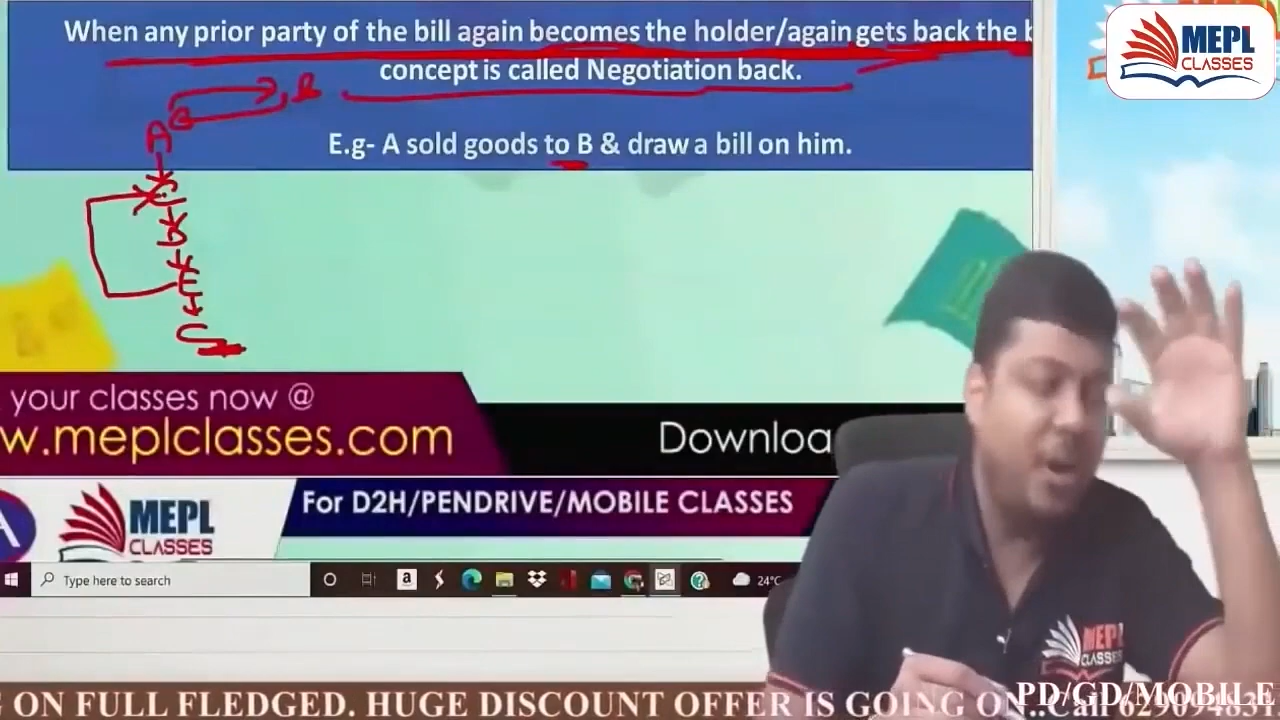 When any prior party of the bill again becomes the holder/again gets back the b
concept is called Negotiation back.
E.g- A sold goods to B & draw a bill on him.
MEPL
CLASSES
A
B
C
D
E
C
your classes now @
w.meplclasses.com
Downloa
A
MEPL
CLASSES
For D2H/PENDRIVE/MOBILE CLASSES
Type here to search
24°C
MEPL
CLASSES
G ON FULL FLEDGED. HUGE DISCOUNT OFFER IS GOING ON..Call
PD/GD/MOBILE